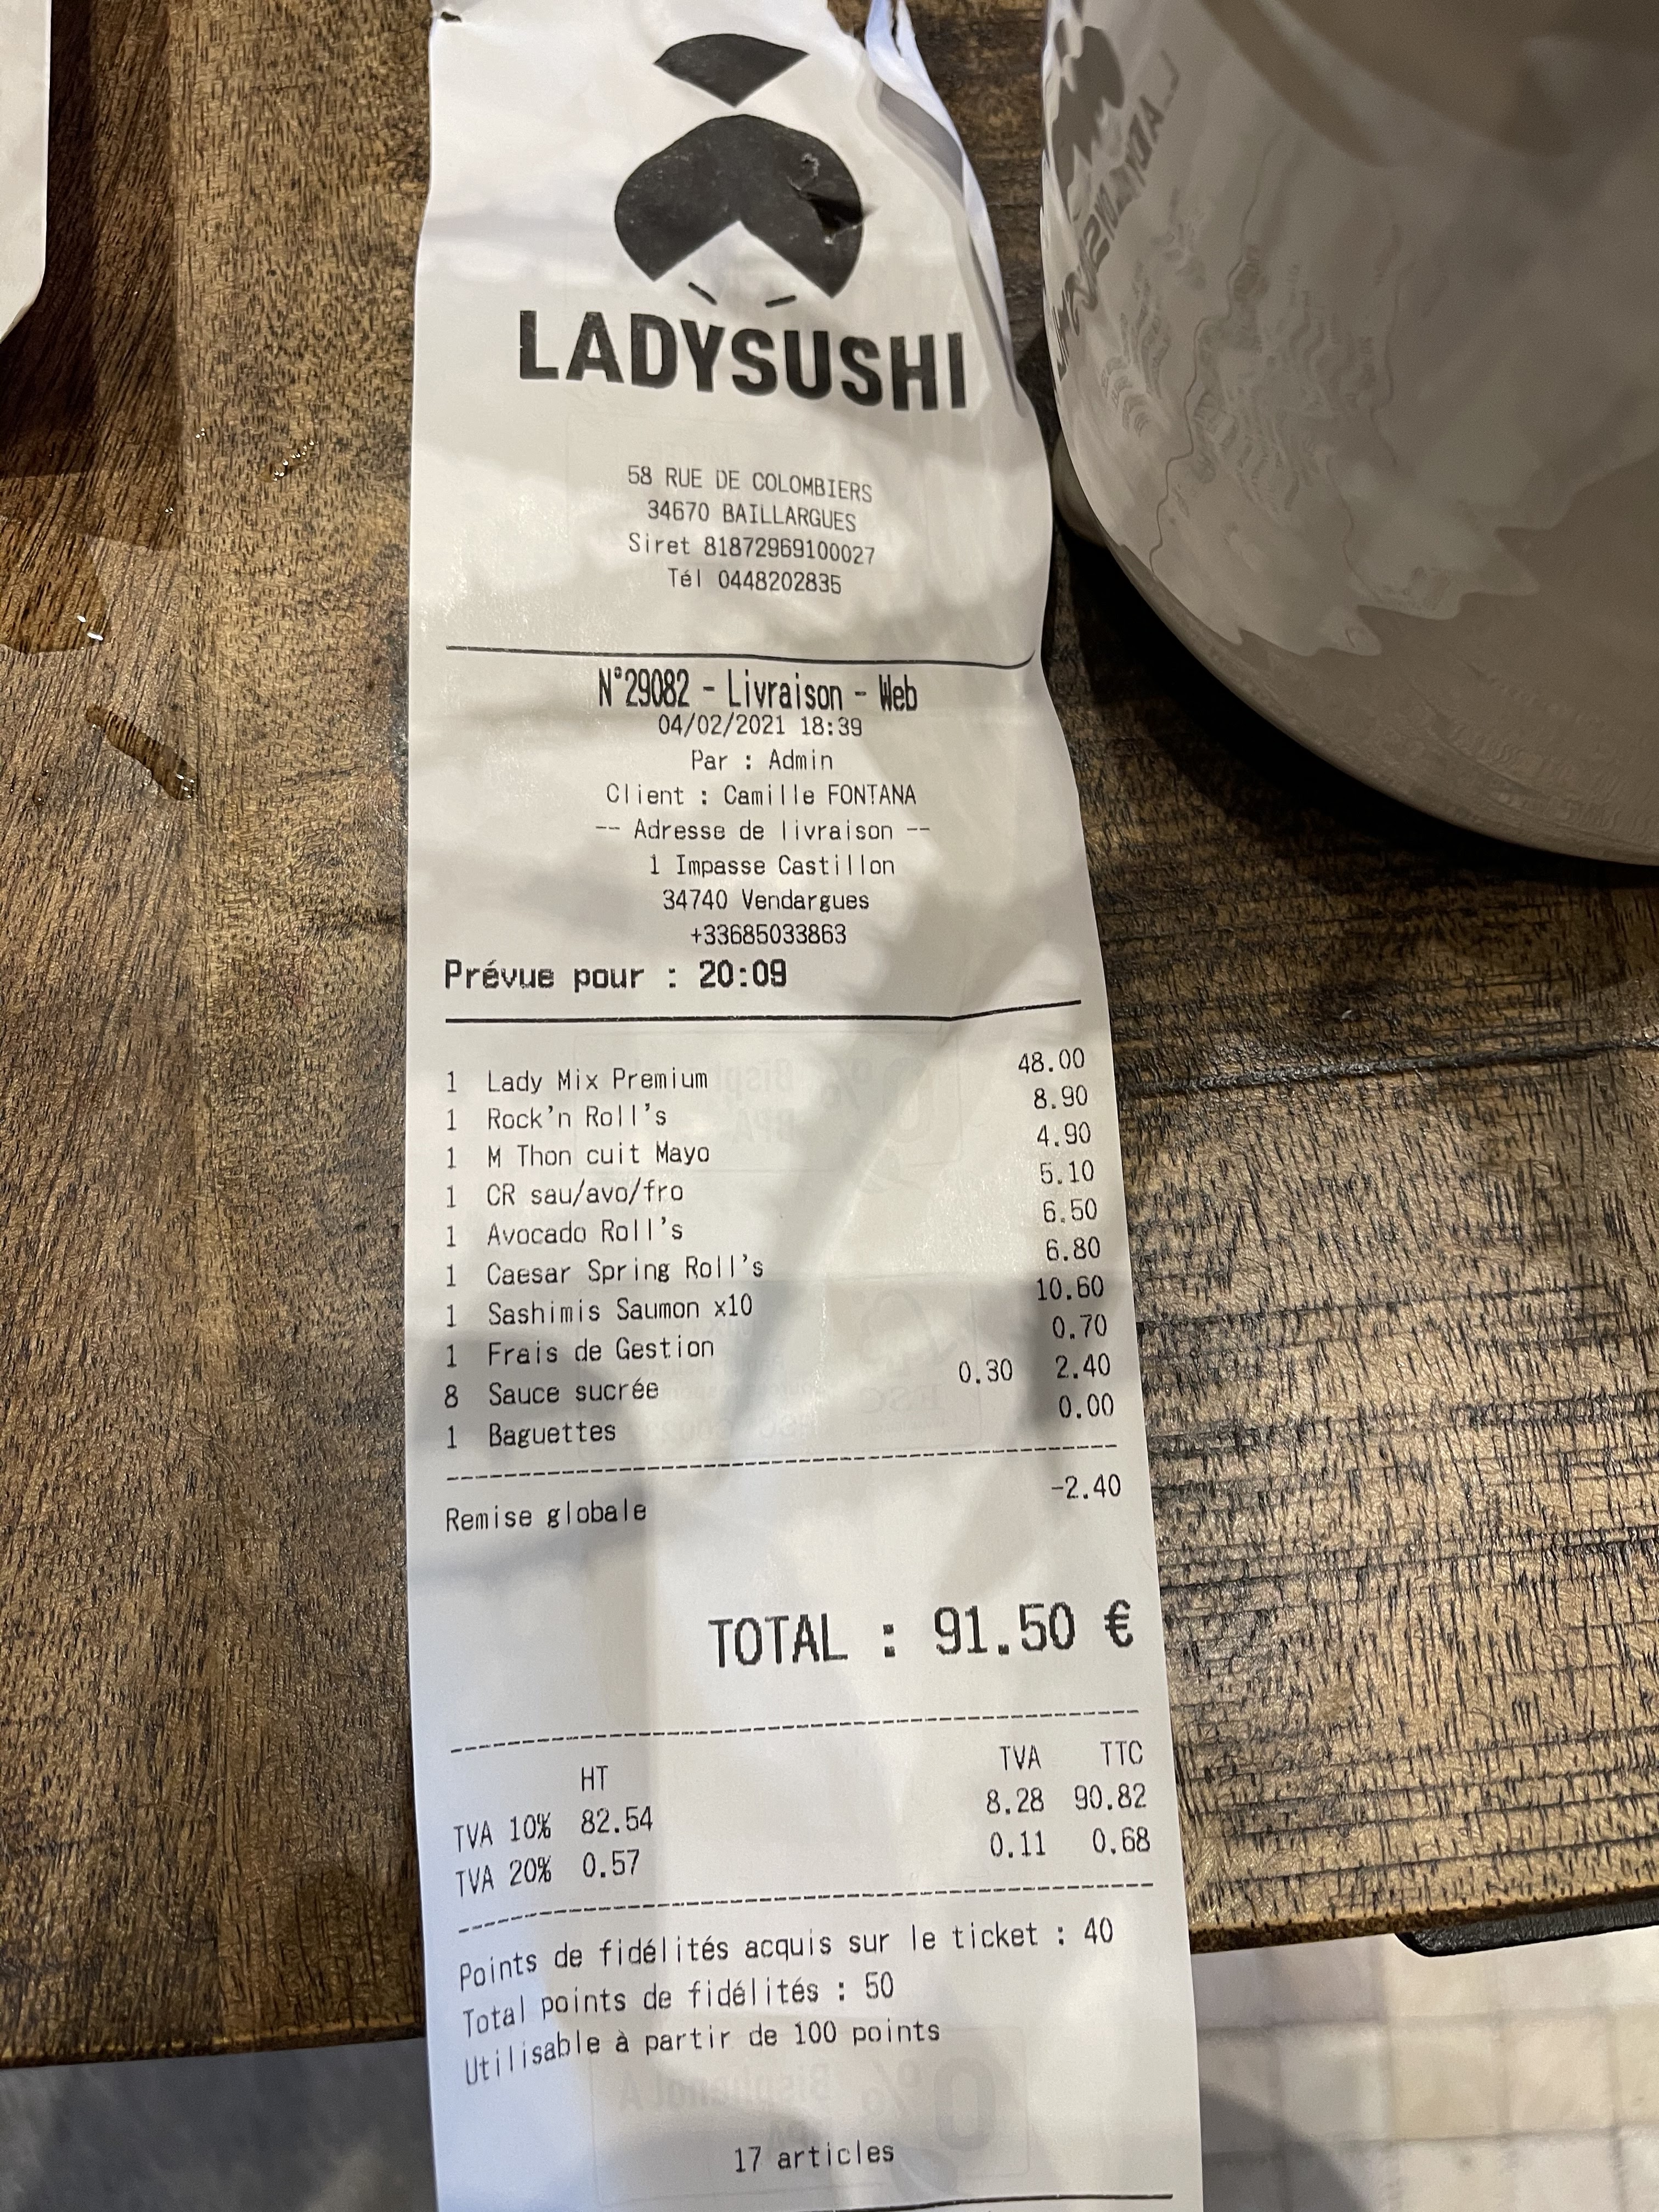 LADYSUSHI
58 RUE DE COLOMBIERS
34670 BAILLARGUES
Siret 81872969100027
Tél 0448202835
N°29082 - Livraison - Web
04/02/2021 18:39
Par : Admin
Client : Camille FONTANA
-- Adresse de livraison --
1 Impasse Castillon
34740 Vendargues
+33685033863
Prévue pour : 20:09
1 Lady Mix Premium 48.00
1 Rock'n Roll's 8.90
1 M Thon cuit Mayo 4.90
1 CR sau/avo/fro 5.10
1 Avocado Roll's 6.50
1 Caesar Spring Roll's 6.80
1 Sashimis Saumon x10 10.60
1 Frais de Gestion 0.70
8 Sauce sucrée 0.30 2.40
1 Baguettes 0.00
Remise globale -2.40
TOTAL : 91.50 €
HT TVA TTC
TVA 10% 82.54 8.28 90.82
TVA 20% 0.57 0.11 0.68
Points de fidélités acquis sur le ticket : 40
Total points de fidélités : 50
Utilisable à partir de 100 points
17 articles